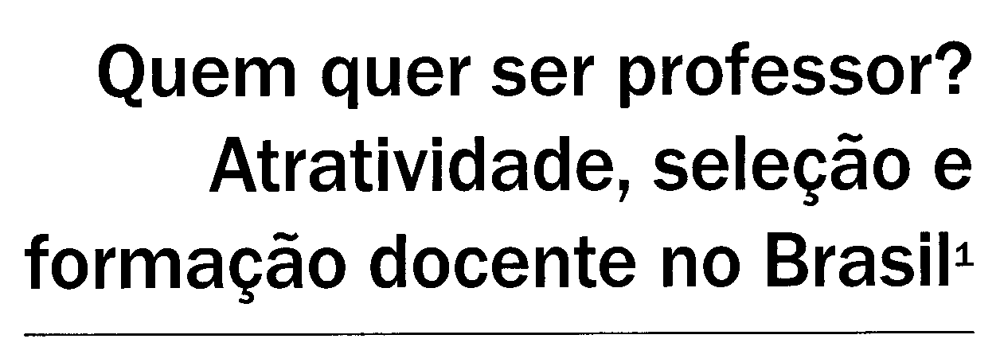 Quem quer ser professor?
Atratividade, seleção e
formação docente no Brasil¹